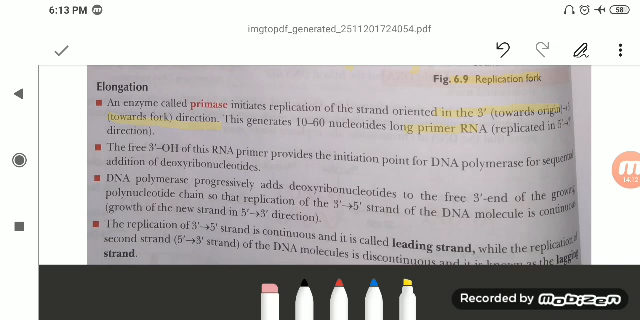 6:13 PM
58
imgtopdf_generated_2511201724054.pdf
Fig. 6.9 Replication fork
Elongation
An enzyme called primase initiates replication of the strand oriented in the 3′ (towards origin)
(towards fork) direction. This generates 10–60 nucleotides long primer RNA (replicated in 5′
direction).
The free 3′–OH of this RNA primer provides the initiation point for DNA polymerase for sequential
addition of deoxyribonucleotides.
DNA polymerase progressively adds deoxyribonucleotides to the free 3′-end of the
polynucleotide chain so that replication of the 3′→5′ strand of the DNA molecule is
(growth of the new strand in 5′→3′ direction).
The replication of 3′→5′ strand is continuous and it is called leading strand, while the replication
second strand (5′→3′ strand) of the DNA molecules is discontinuous and it is known as the lagging
strand.
14:12
Recorded by mobizen